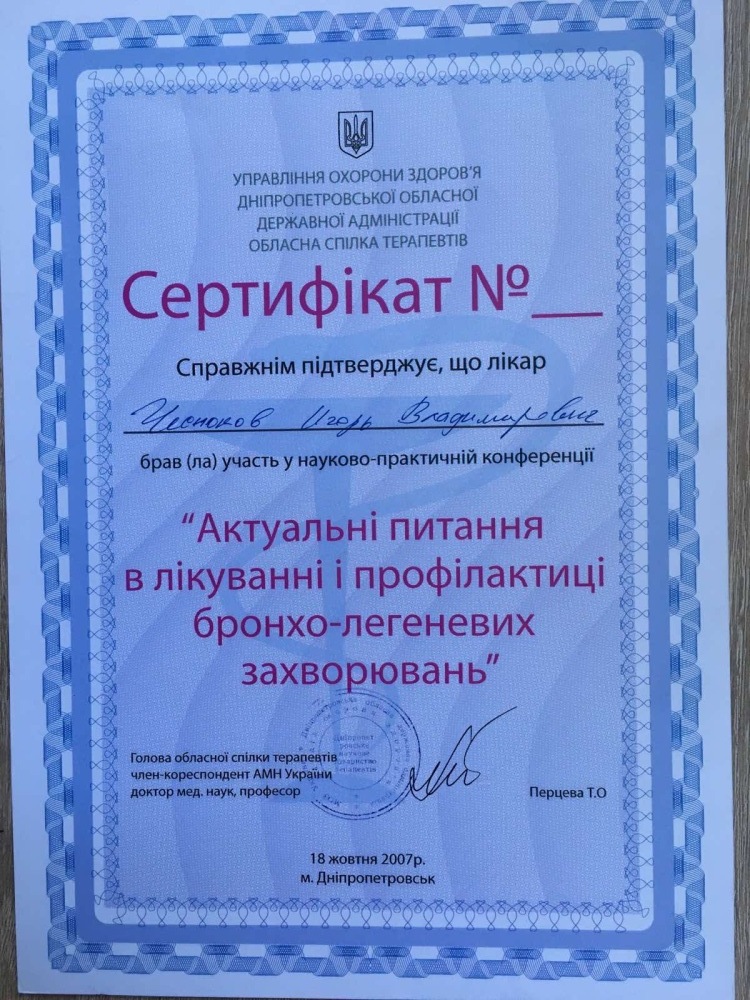 УПРАВЛІННЯ ОХОРОНИ ЗДОРОВ'Я
ДНІПРОПЕТРОВСЬКОЇ ОБЛАСНОЇ
ДЕРЖАВНОЇ АДМІНІСТРАЦІЇ
ОБЛАСНА СПІЛКА ТЕРАПЕВТІВ
Сертифікат №__
Справжнім підтверджує, що лікар
Чесноков Игорь Владимирович
брав (ла) участь у науково-практичній конференції
“Актуальні питання
в лікуванні і профілактиці
бронхо-легеневих
захворювань”
Голова обласної спілки терапевтів
член-кореспондент АМН України
доктор мед. наук, професор
Перцева Т.О
18 жовтня 2007р.
м. Дніпропетровськ